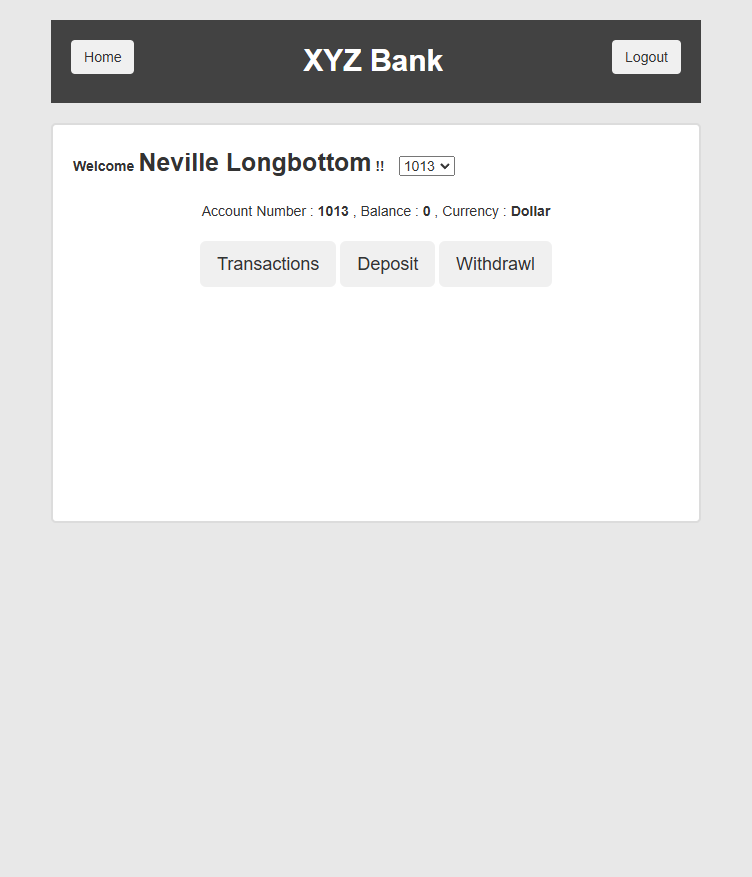 Home XYZ Bank Logout
Welcome Neville Longbottom !! 1013
Account Number : 1013 , Balance : 0 , Currency : Dollar
Transactions Deposit Withdrawl